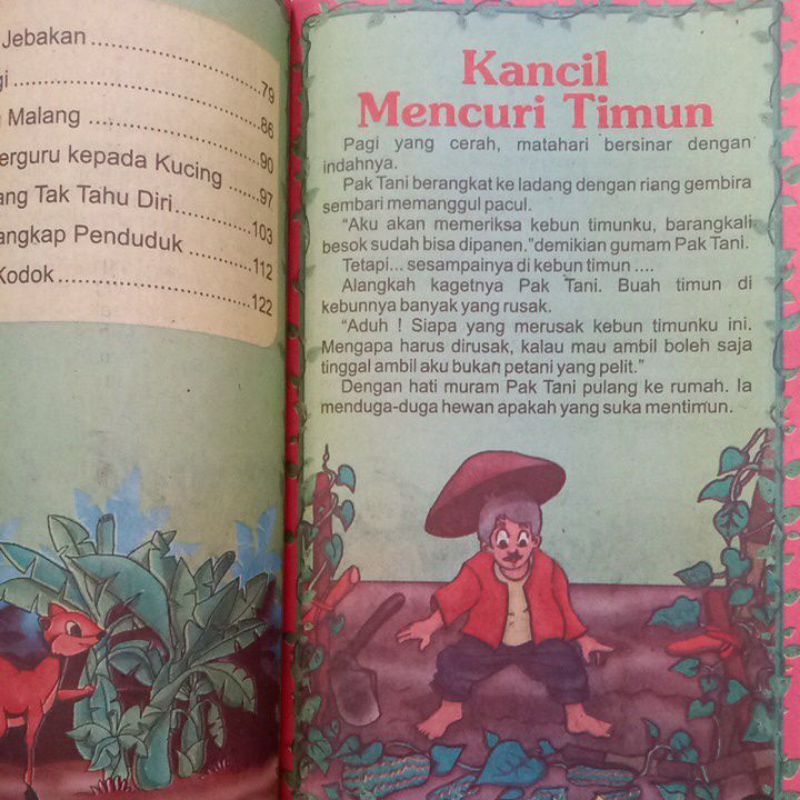 Jebakan
gi ..... 79
Malang ..... 86
90
erguru kepada Kucing ..... 97
ang Tak Tahu Diri ..... 103
angkap Penduduk ..... 112
Kodok ..... 122
Kancil
Mencuri Timun
Pagi yang cerah, matahari bersinar dengan
indahnya.
Pak Tani berangkat ke ladang dengan riang gembira
sembari memanggul pacul.
“Aku akan memeriksa kebun timunku, barangkali
besok sudah bisa dipanen."demikian gumam Pak Tani.
Tetapi... sesampainya di kebun timun ....
Alangkah kagetnya Pak Tani. Buah timun di
kebunnya banyak yang rusak.
“Aduh ! Siapa yang merusak kebun timunku ini.
Mengapa harus dirusak, kalau mau ambil boleh saja
tinggal ambil aku bukan petani yang pelit.”
Dengan hati muram Pak Tani pulang ke rumah. Ia
menduga-duga hewan apakah yang suka mentimun.